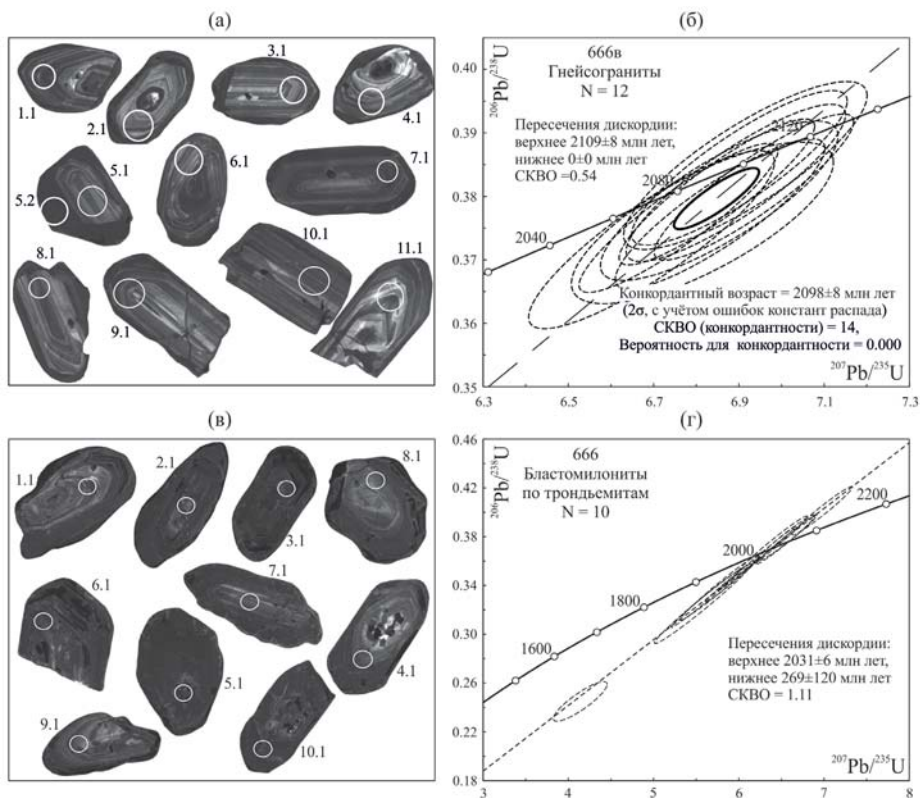 (а)
1.1
2.1
3.1
4.1
5.2
5.1
6.1
7.1
8.1
9.1
10.1
11.1
(б)
²⁰⁶Pb/²³⁸U
0.40
0.39
0.38
0.37
0.36
0.35
666в
Гнейсограниты
N = 12
Пересечения дискордии:
верхнее 2109±8 млн лет,
нижнее 0±0 млн лет
СКВО =0.54
2120
2080
2040
Конкордантный возраст = 2098±8 млн лет
(2σ, с учётом ошибок констант распада)
СКВО (конкордантности) = 14,
Вероятность для конкордантности = 0.000
²⁰⁷Pb/²³⁵U
6.3
6.5
6.7
6.9
7.1
7.3
(в)
1.1
2.1
3.1
8.1
6.1
7.1
5.1
4.1
9.1
10.1
(г)
²⁰⁶Pb/²³⁸U
0.46
0.42
0.38
0.34
0.30
0.26
0.22
0.18
666
Бластомилониты
по трондьемитам
N = 10
2200
2000
1800
1600
Пересечения дискордии:
верхнее 2031±6 млн лет,
нижнее 269±120 млн лет
СКВО = 1.11
²⁰⁷Pb/²³⁵U
3
4
5
6
7
8